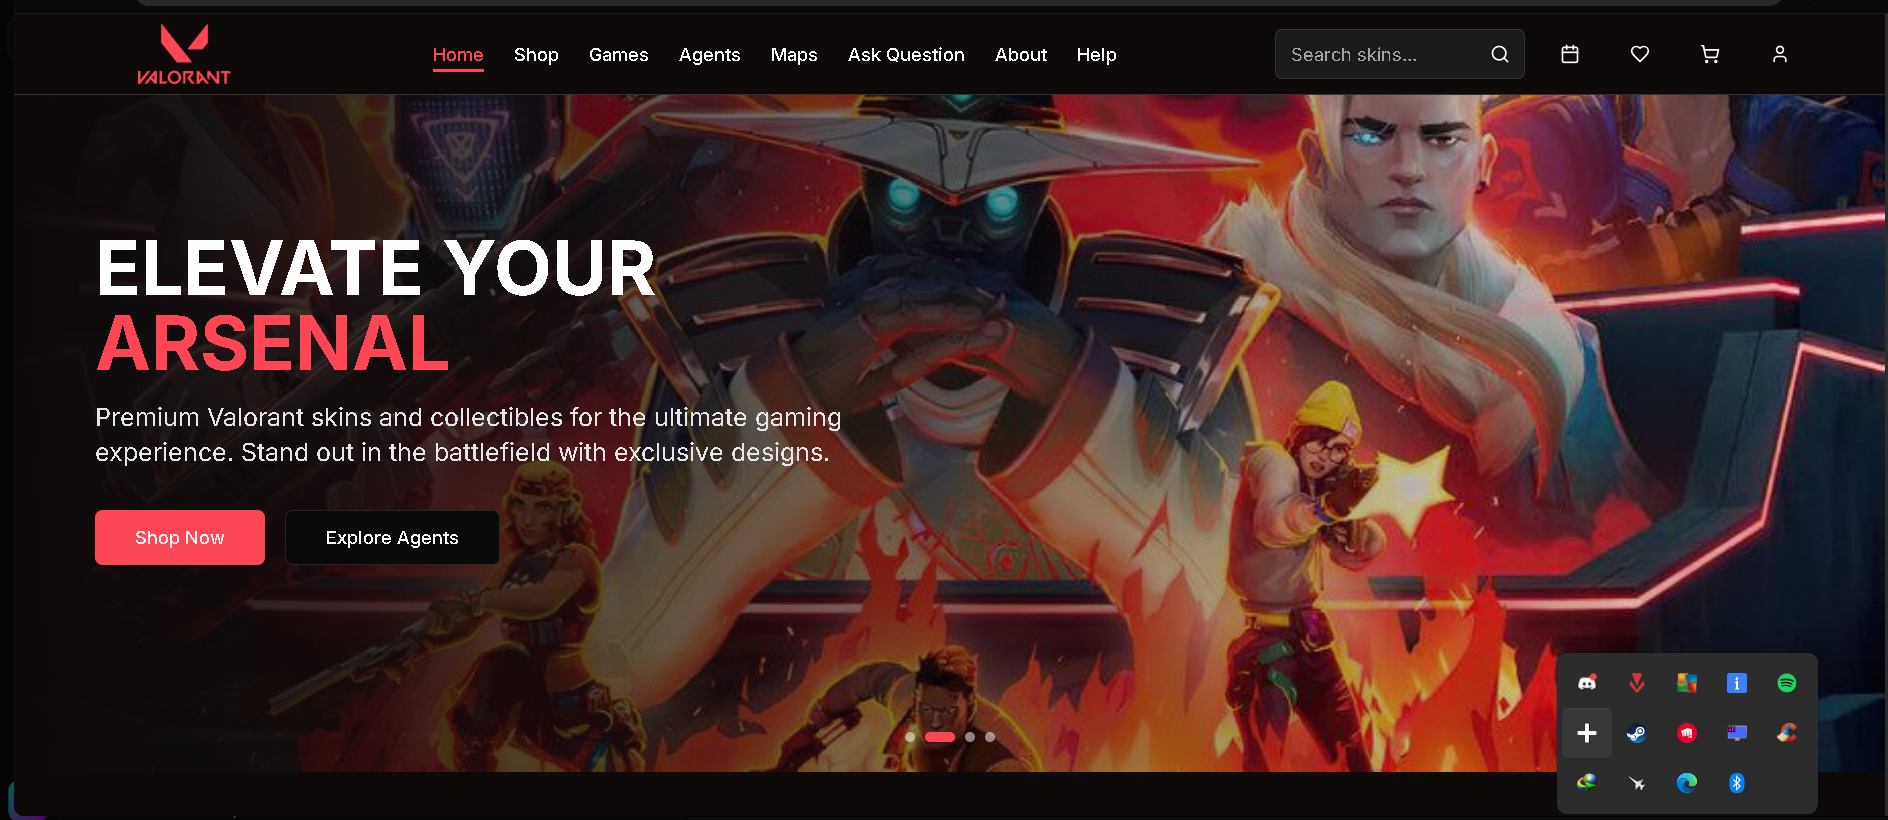 VALORANT
Home Shop Games Agents Maps Ask Question About Help
Search skins...
ELEVATE YOUR
ARSENAL
Premium Valorant skins and collectibles for the ultimate gaming
experience. Stand out in the battlefield with exclusive designs.
Shop Now Explore Agents